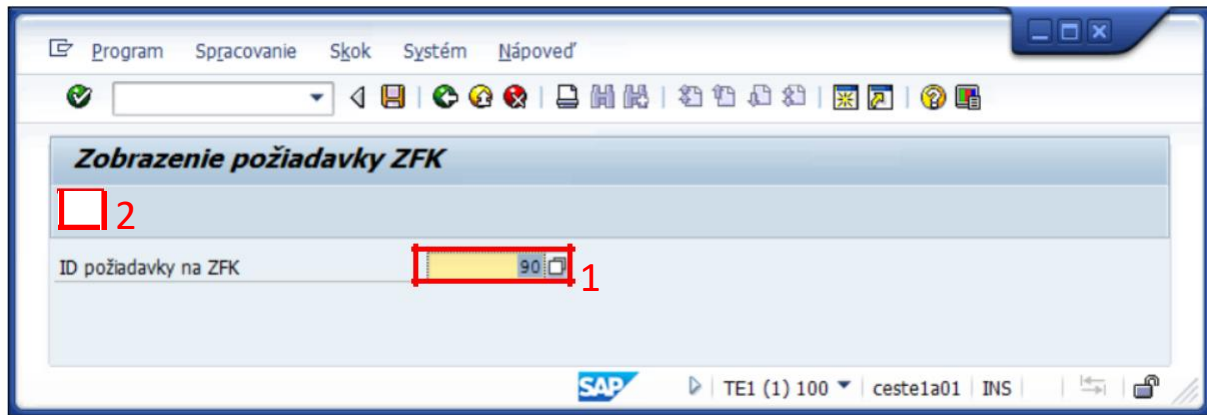 Program Spracovanie Skok Systém Nápoveď
Zobrazenie požiadavky ZFK
2
ID požiadavky na ZFK 90 1
SAP TE1 (1) 100 ceste1a01 INS